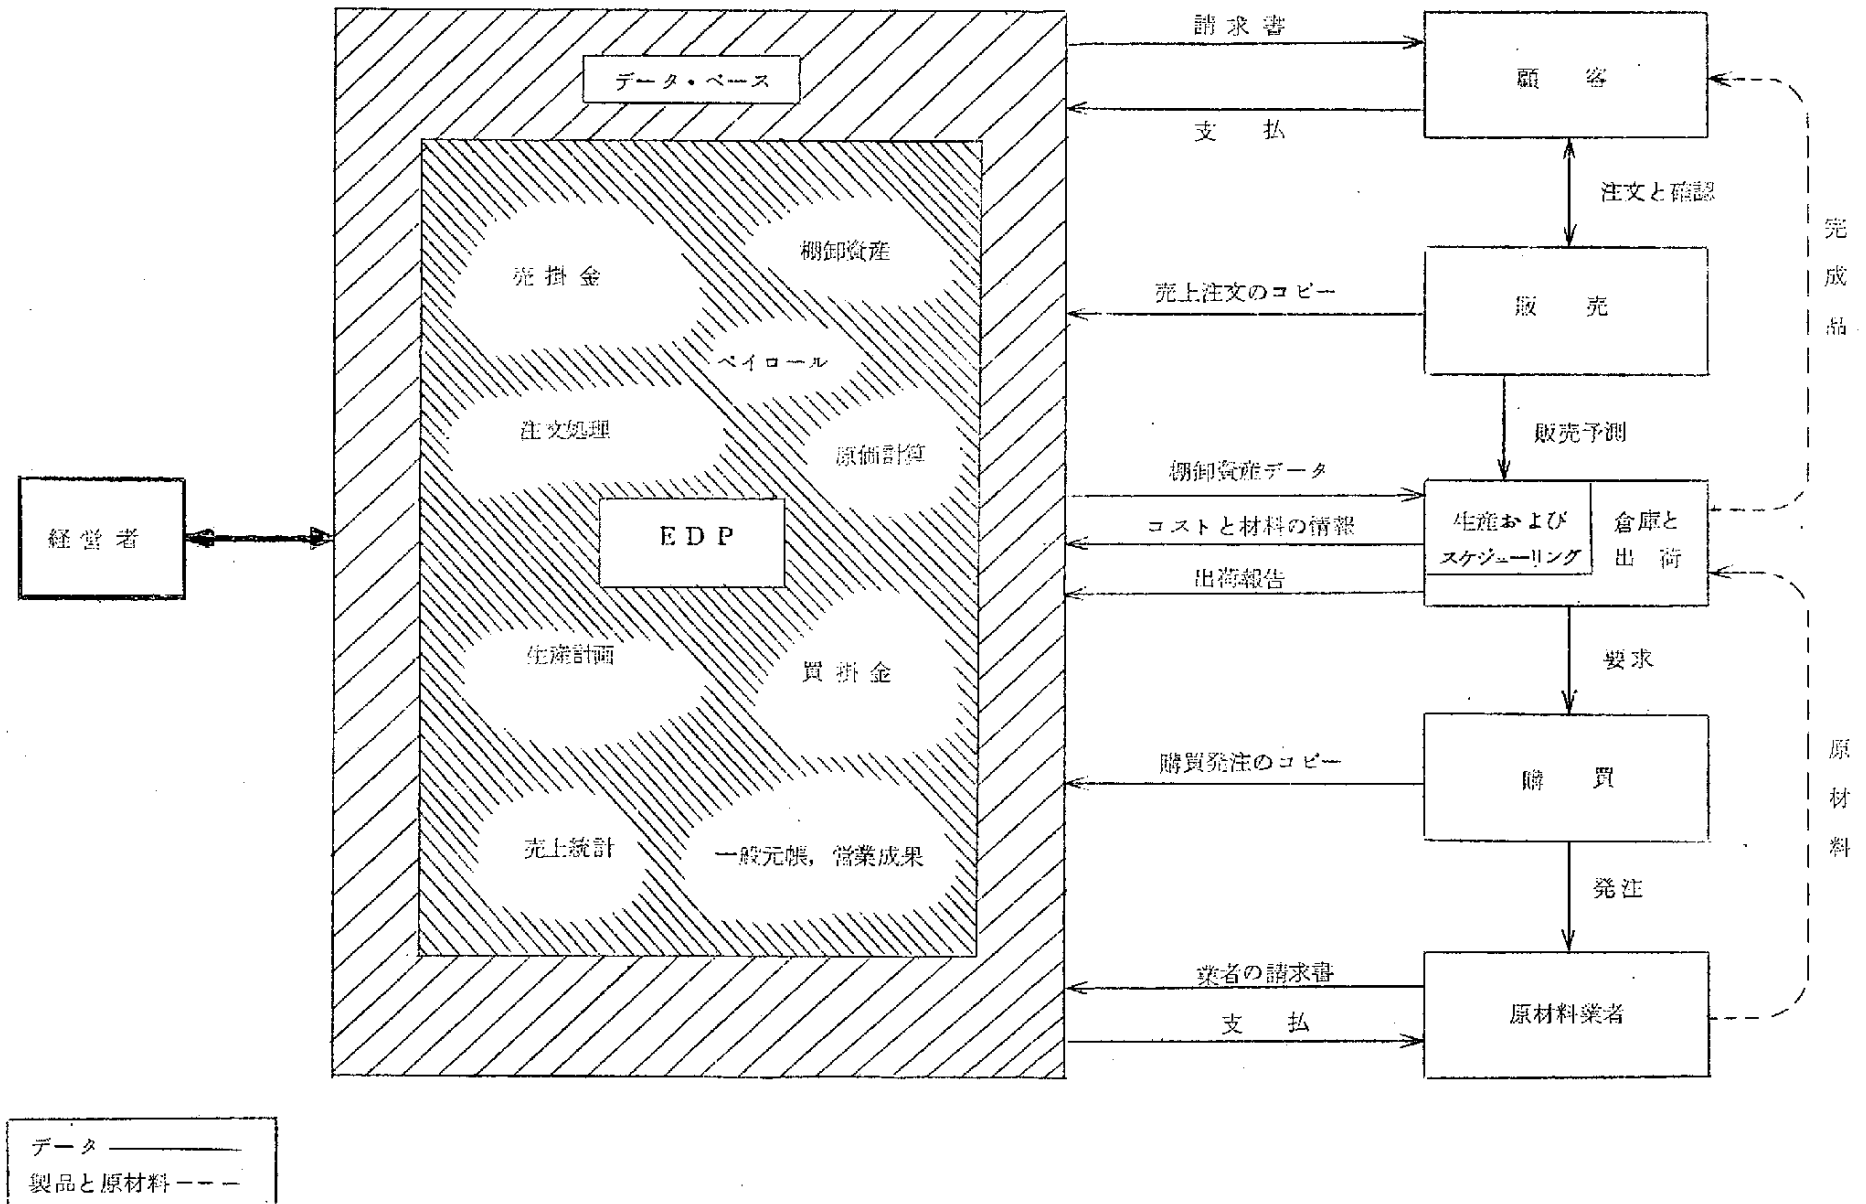 請求書
データ・ベース
顧 客
支 払
注文と確認
完成品
棚卸資産
売掛金
売上注文のコピー
販 売
ペイロール
注文処理
原価計算
販売予測
棚卸資産データ
経営者
EDP
コストと材料の情報
生産および
スケジューリング
倉庫と
出 荷
出荷報告
生産計画
買掛金
要求
購買発注のコピー
購 買
原材料
売上統計
一般元帳,営業成果
発注
業者の請求書
原材料業者
支 払
データ ―――
製品と原材料 ---